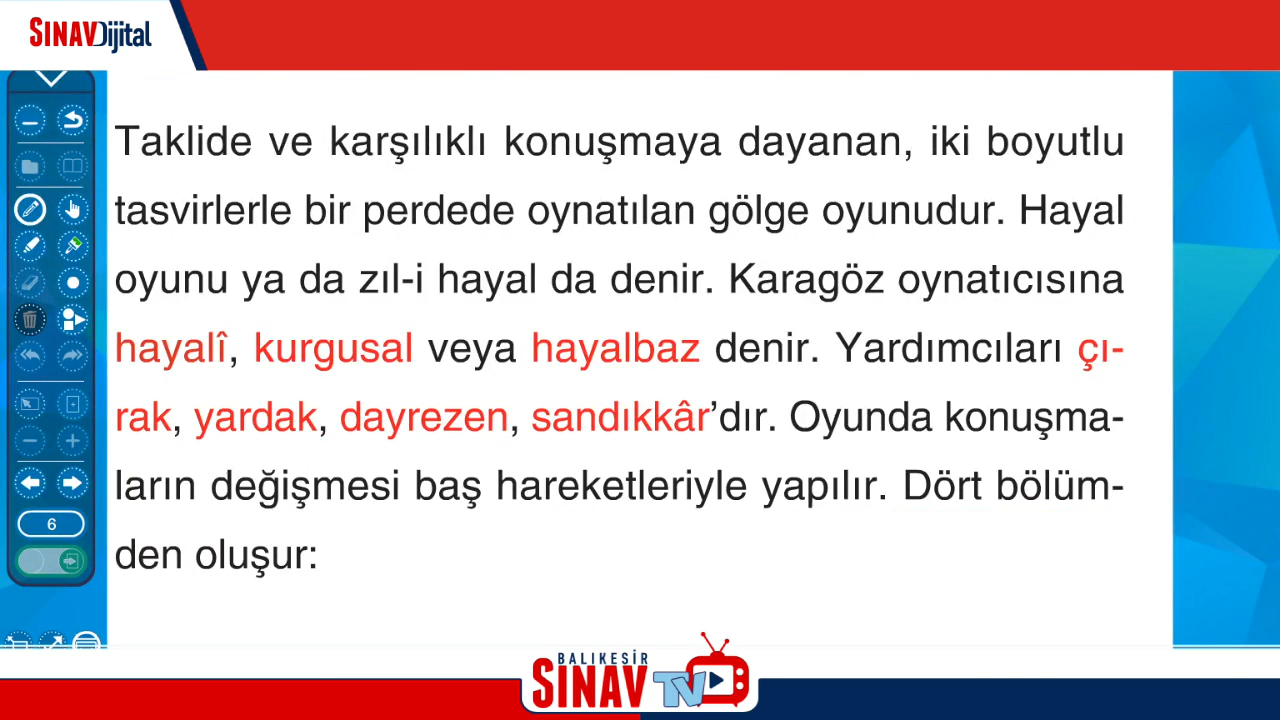 SINAVDijital
Taklide ve karşılıklı konuşmaya dayanan, iki boyutlu
tasvirlerle bir perdede oynatılan gölge oyunudur. Hayal
oyunu ya da zıl-i hayal da denir. Karagöz oynatıcısına
hayalî, kurgusal veya hayalbaz denir. Yardımcıları çı-
rak, yardak, dayrezen, sandıkkâr’dır. Oyunda konuşma-
ların değişmesi baş hareketleriyle yapılır. Dört bölüm-
den oluşur:
6
BALIKESİR
SINAV TV